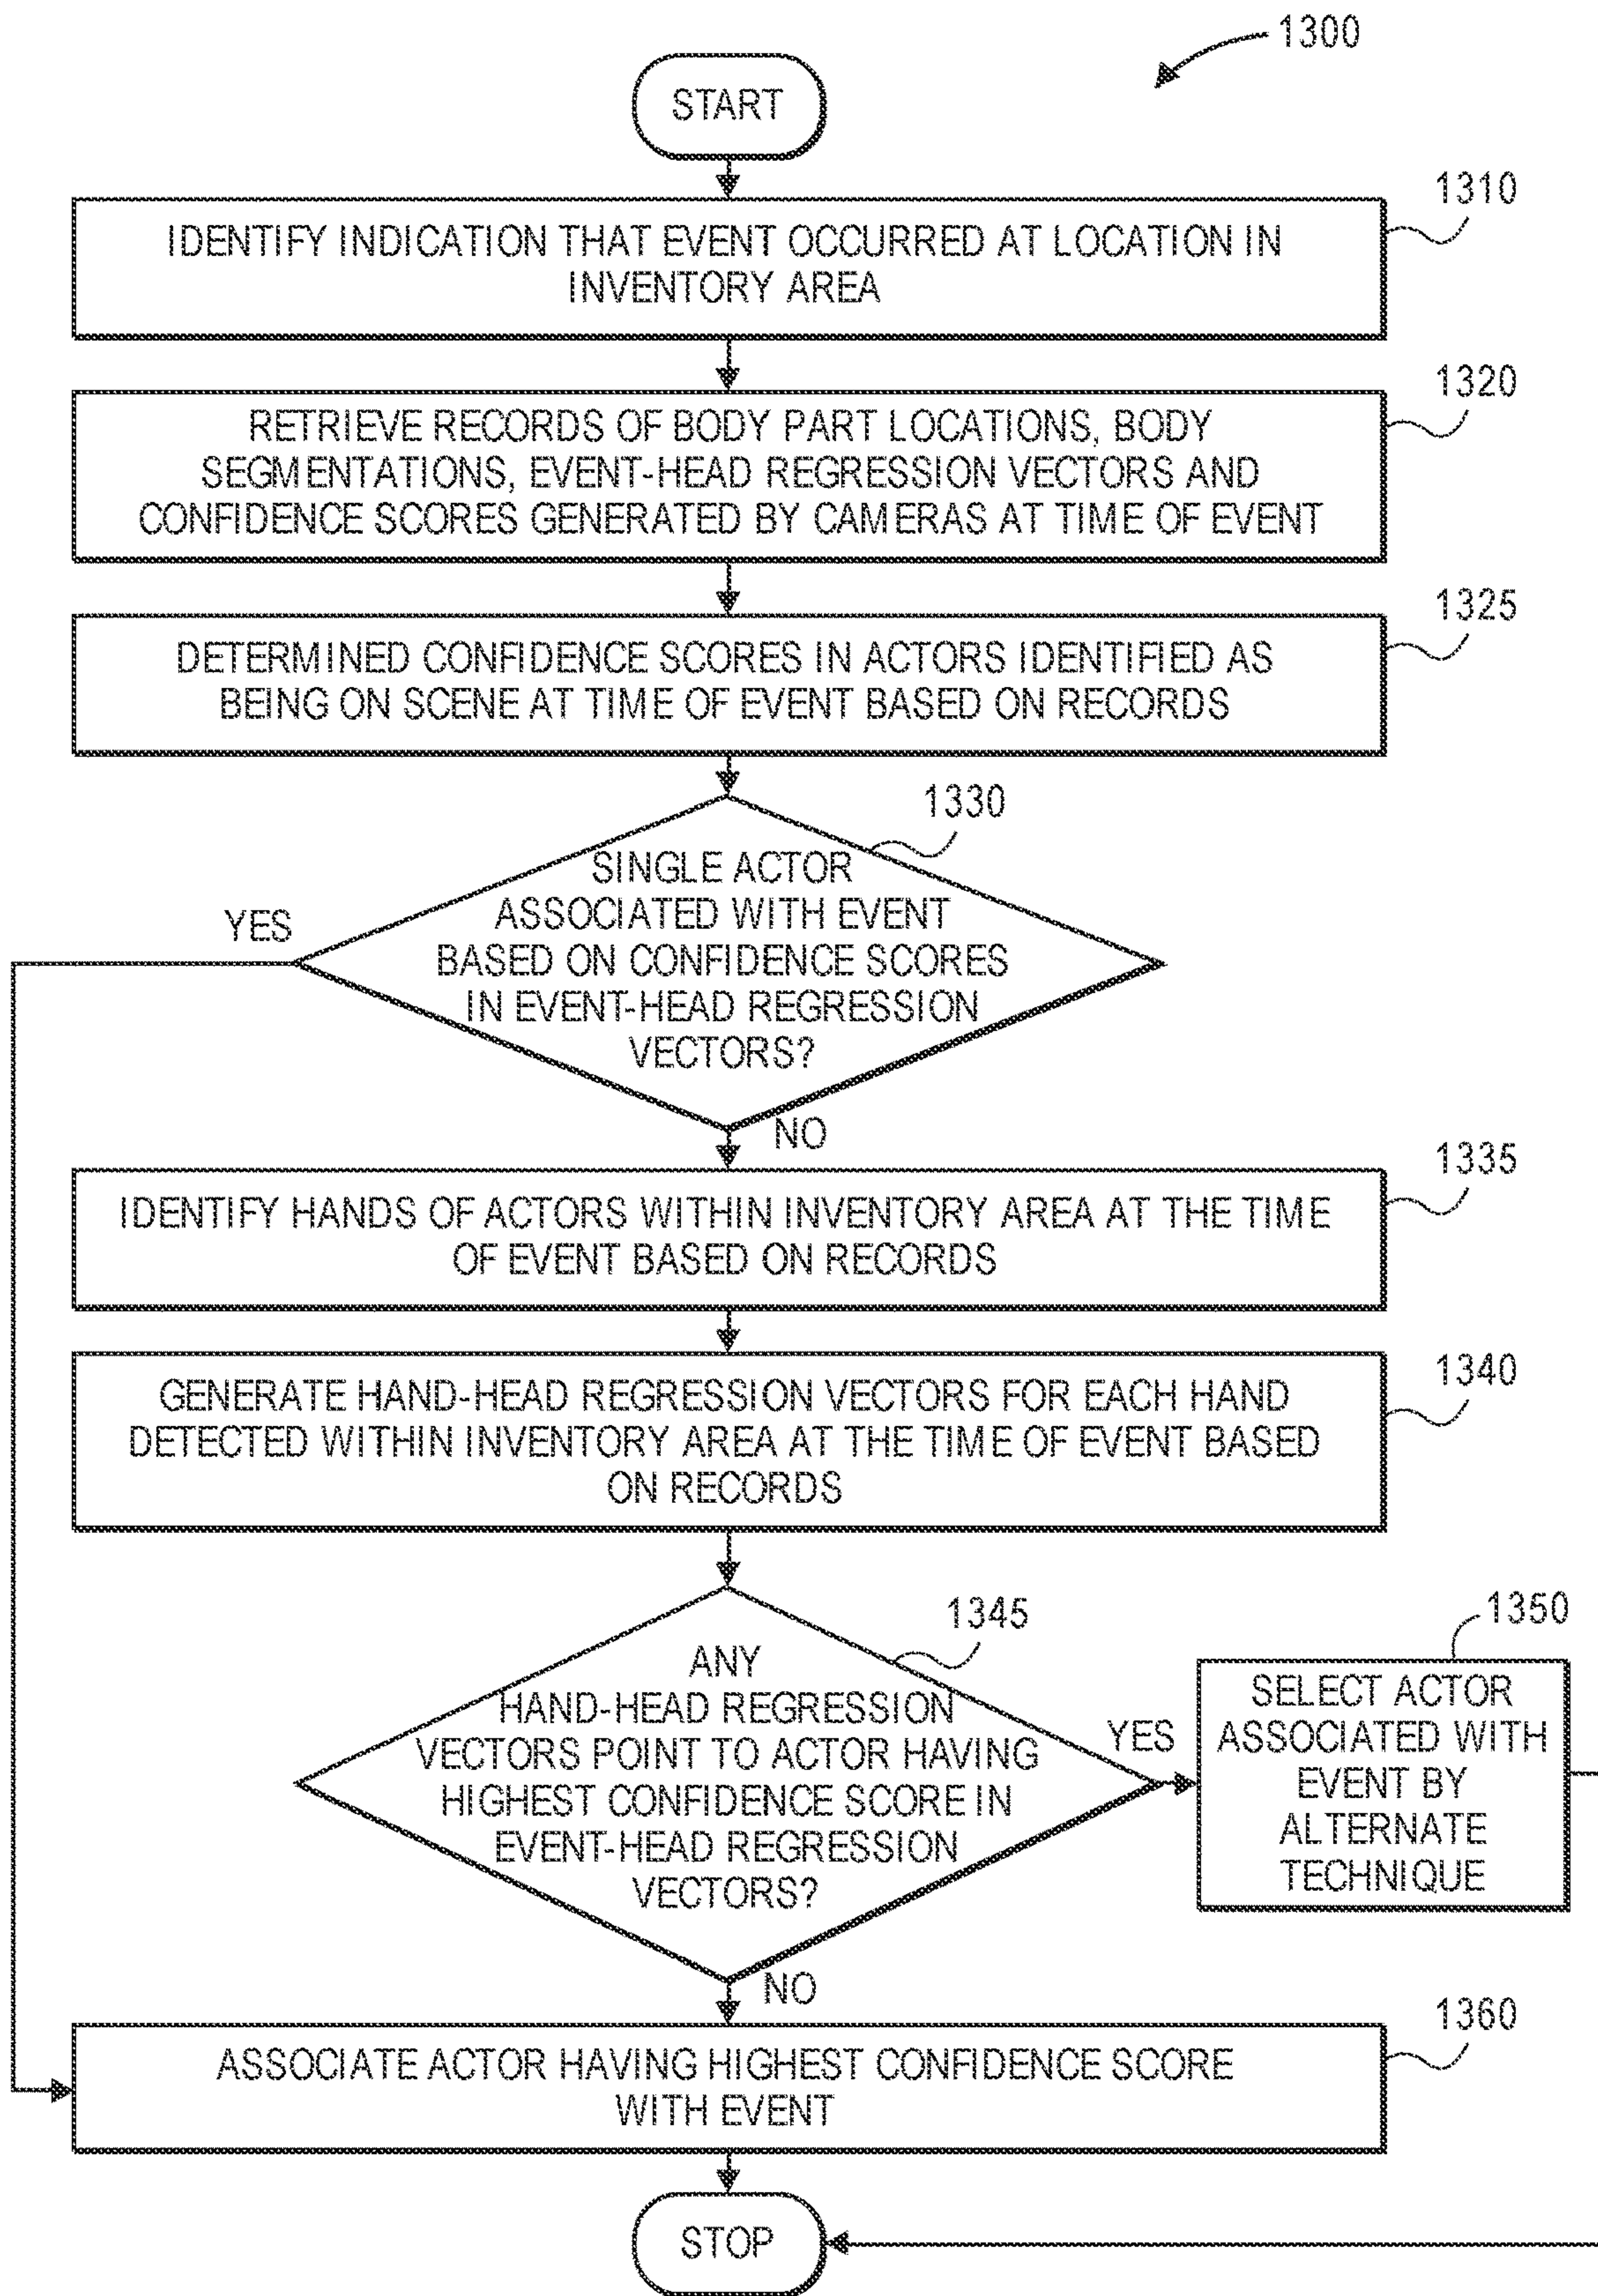 1300
START
1310
IDENTIFY INDICATION THAT EVENT OCCURRED AT LOCATION IN
INVENTORY AREA
1320
RETRIEVE RECORDS OF BODY PART LOCATIONS, BODY
SEGMENTATIONS, EVENT-HEAD REGRESSION VECTORS AND
CONFIDENCE SCORES GENERATED BY CAMERAS AT TIME OF EVENT
1325
DETERMINED CONFIDENCE SCORES IN ACTORS IDENTIFIED AS
BEING ON SCENE AT TIME OF EVENT BASED ON RECORDS
1330
SINGLE ACTOR
ASSOCIATED WITH EVENT
BASED ON CONFIDENCE SCORES
IN EVENT-HEAD REGRESSION
VECTORS?
YES
NO
1335
IDENTIFY HANDS OF ACTORS WITHIN INVENTORY AREA AT THE TIME
OF EVENT BASED ON RECORDS
1340
GENERATE HAND-HEAD REGRESSION VECTORS FOR EACH HAND
DETECTED WITHIN INVENTORY AREA AT THE TIME OF EVENT BASED
ON RECORDS
1345
ANY
HAND-HEAD REGRESSION
VECTORS POINT TO ACTOR HAVING
HIGHEST CONFIDENCE SCORE IN
EVENT-HEAD REGRESSION
VECTORS?
YES
1350
SELECT ACTOR
ASSOCIATED WITH
EVENT BY
ALTERNATE
TECHNIQUE
NO
1360
ASSOCIATE ACTOR HAVING HIGHEST CONFIDENCE SCORE
WITH EVENT
STOP